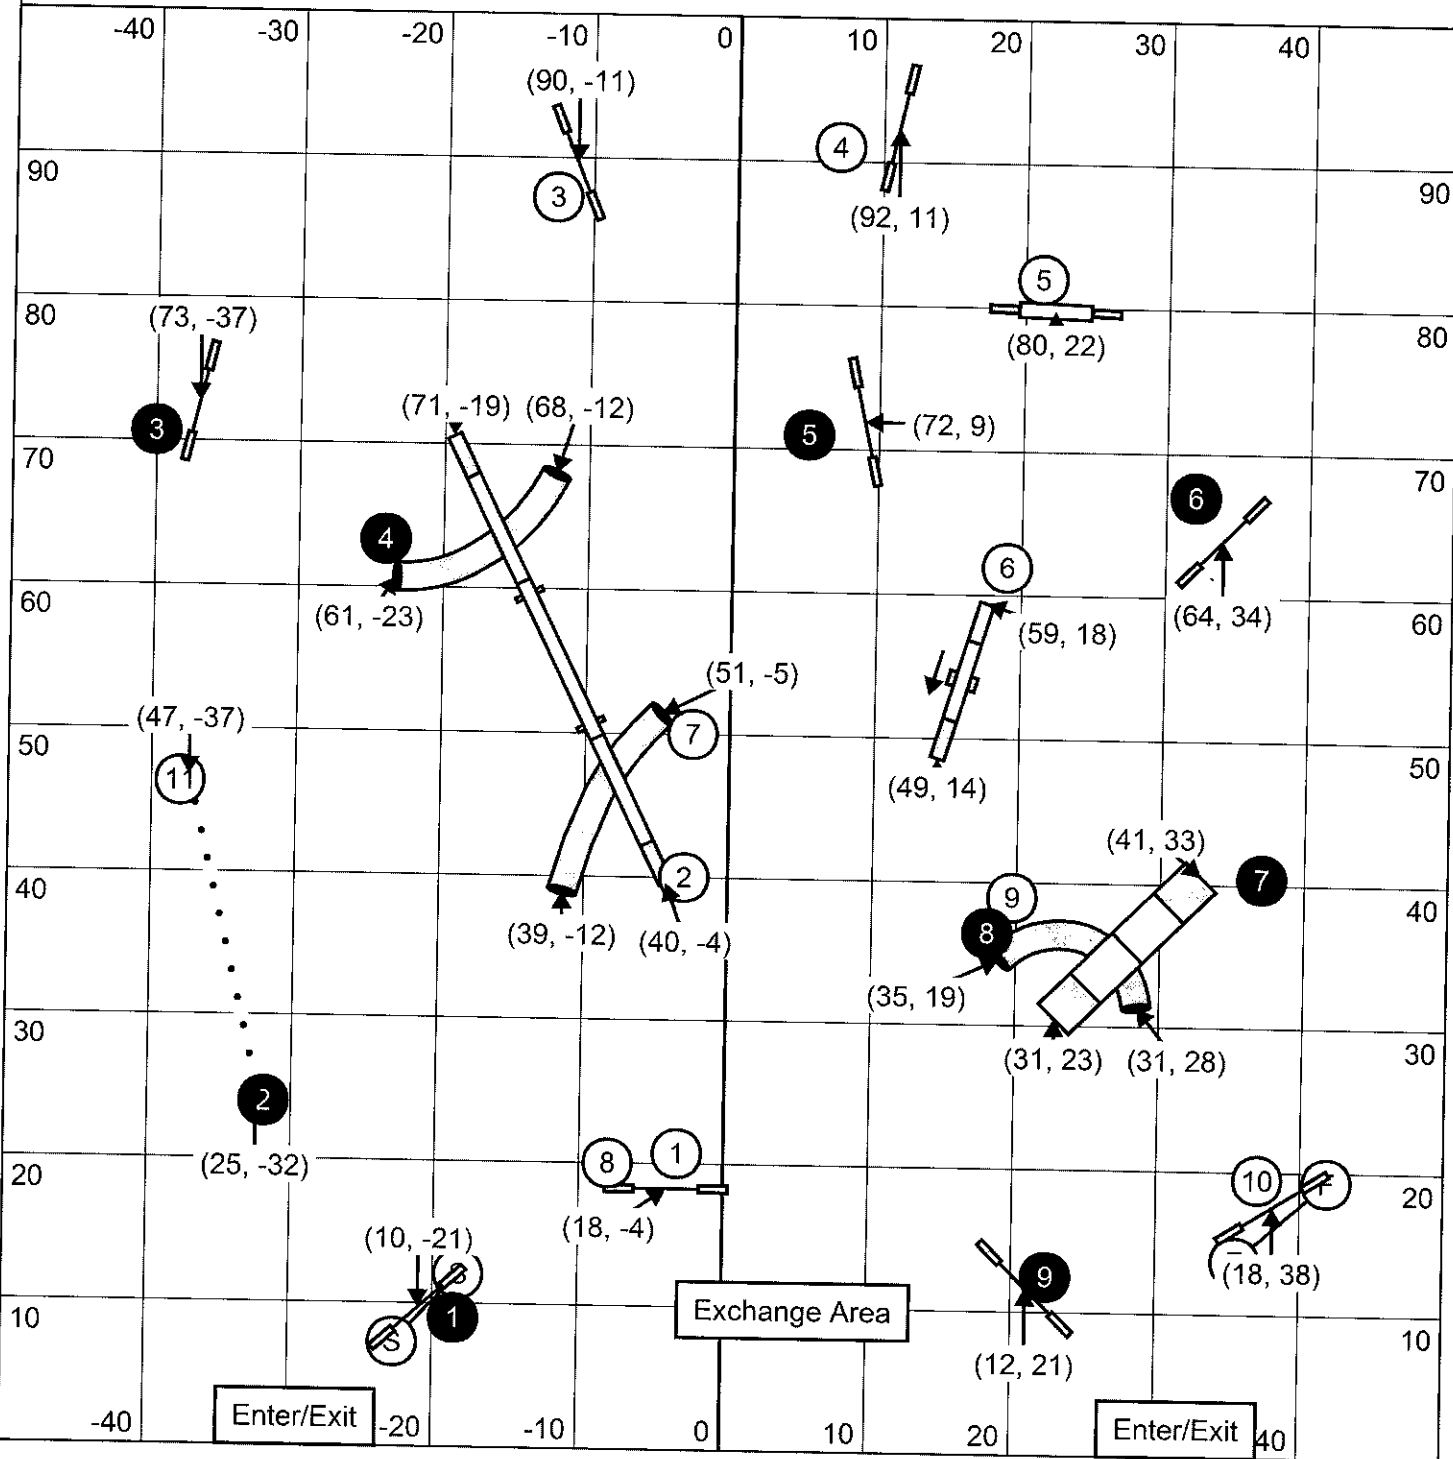 -40 -30 -20 -10 0 10 20 30 40
(90, -11)
4
90 3 90
(92, 11)
5
80 (73, -37) 80
(80, 22)
(71, -19) (68, -12)
3 5 (72, 9)
70 70
6
4
6
60 (61, -23) (64, 34) 60
(59, 18)
(51, -5)
(47, -37)
50 7 50
11
(49, 14)
(41, 33)
40 2 7 40
9
8
(39, -12) (40, -4)
(35, 19)
30 30
(31, 23) (31, 28)
2
(25, -32)
8 1
20 10 F 20
(18, -4)
(10, -21)
S 9 (18, 38)
10 1 Exchange Area 10
S
(12, 21)
Enter/Exit Enter/Exit
-40 -20 -10 0 10 20 40